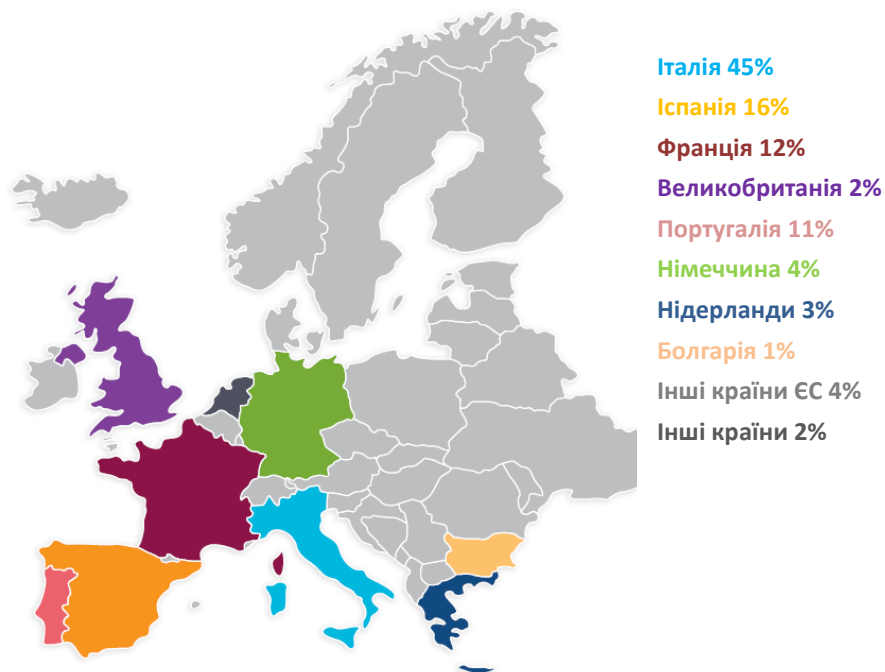 Італія 45%
Іспанія 16%
Франція 12%
Великобританія 2%
Португалія 11%
Німеччина 4%
Нідерланди 3%
Болгарія 1%
Інші країни ЄС 4%
Інші країни 2%